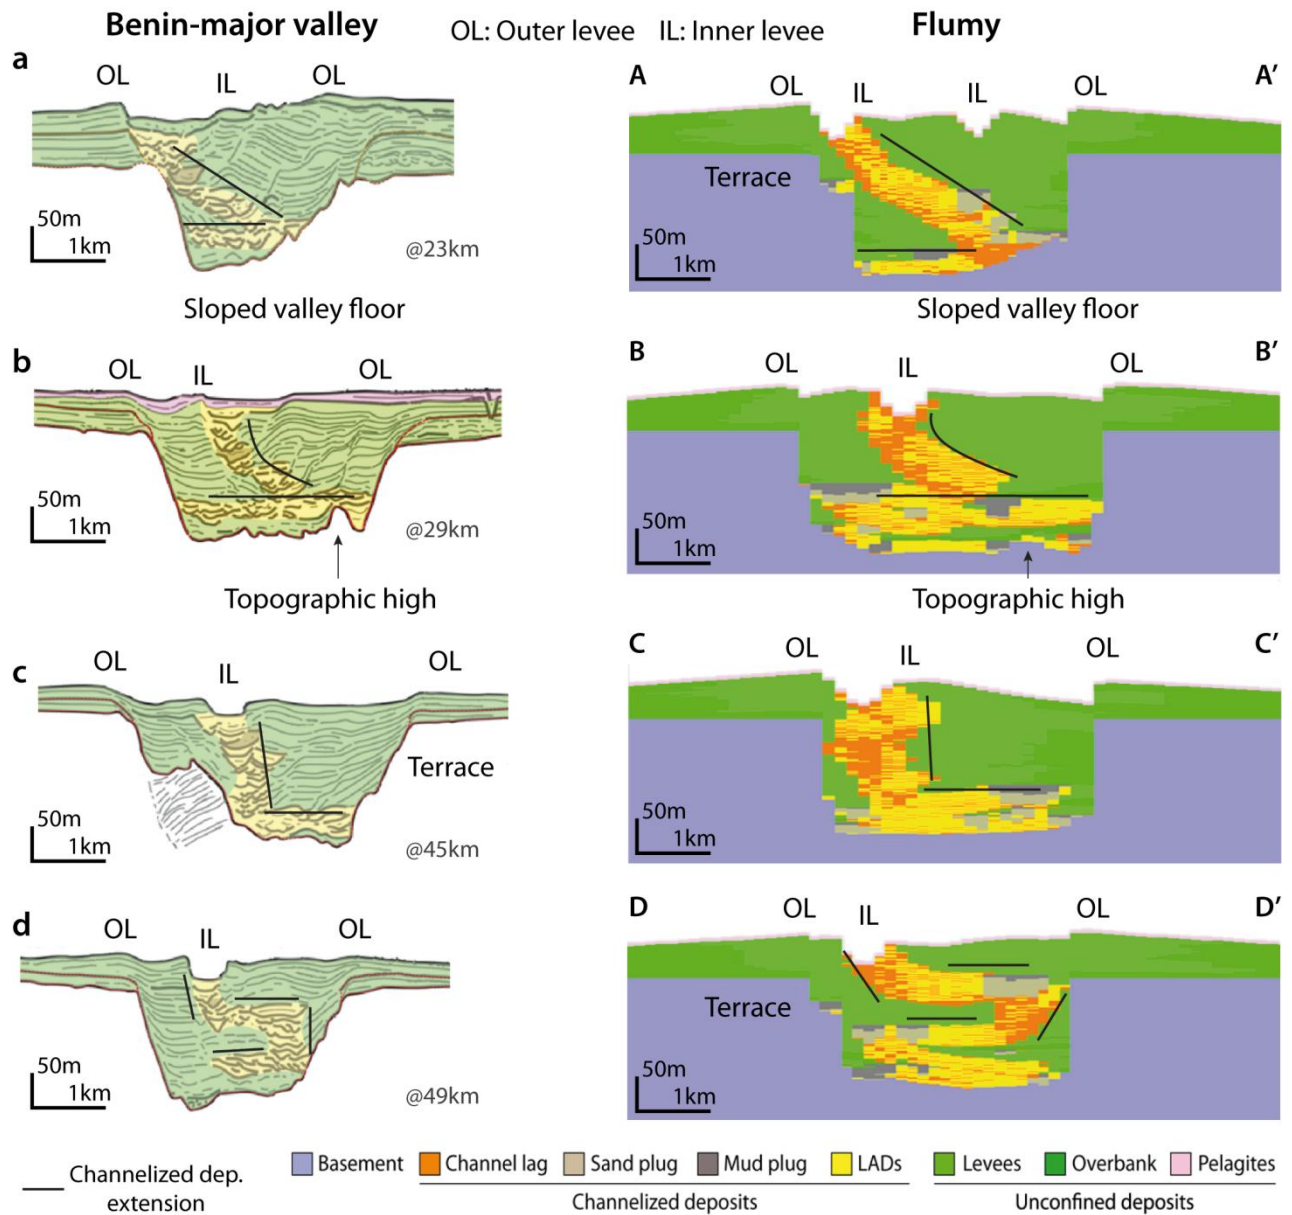 Benin-major valley
OL: Outer levee IL: Inner levee
Flumy
a
OL
IL
OL
50m
1km
@23km
Sloped valley floor
A
A'
OL
IL
IL
OL
Terrace
50m
1km
Sloped valley floor
b
OL
IL
OL
50m
1km
@29km
Topographic high
B
B'
OL
IL
OL
50m
1km
Topographic high
c
OL
IL
OL
Terrace
50m
1km
@45km
C
C'
OL
IL
OL
50m
1km
d
OL
IL
OL
50m
1km
@49km
D
D'
OL
IL
OL
Terrace
50m
1km
Channelized dep.
extension
Basement
Channel lag
Sand plug
Mud plug
LADs
Levees
Overbank
Pelagites
Channelized deposits
Unconfined deposits